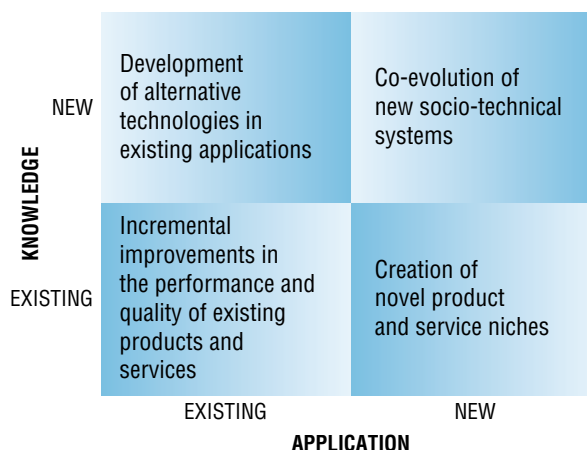 Development
of alternative
technologies in
existing applications
Co-evolution of
new socio-technical
systems
NEW
KNOWLEDGE
EXISTING
Incremental
improvements in
the performance and
quality of existing
products and
services
Creation of
novel product
and service niches
EXISTING
NEW
APPLICATION